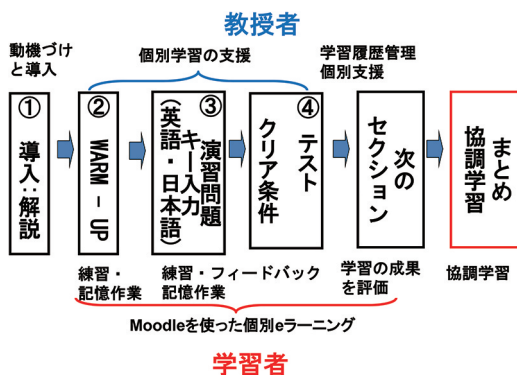 教授者
動機づけ
と導入
個別学習の支援
学習履歴管理
個別支援
① 導入:解説
② WARM – UP
③ 演習問題
キー入力
(英語・日本語)
④ テスト
クリア条件
次の
セクション
まとめ
協調学習
練習・
記憶作業
練習・フィードバック
記憶作業
学習の成果
を評価
協調学習
Moodleを使った個別eラーニング
学習者